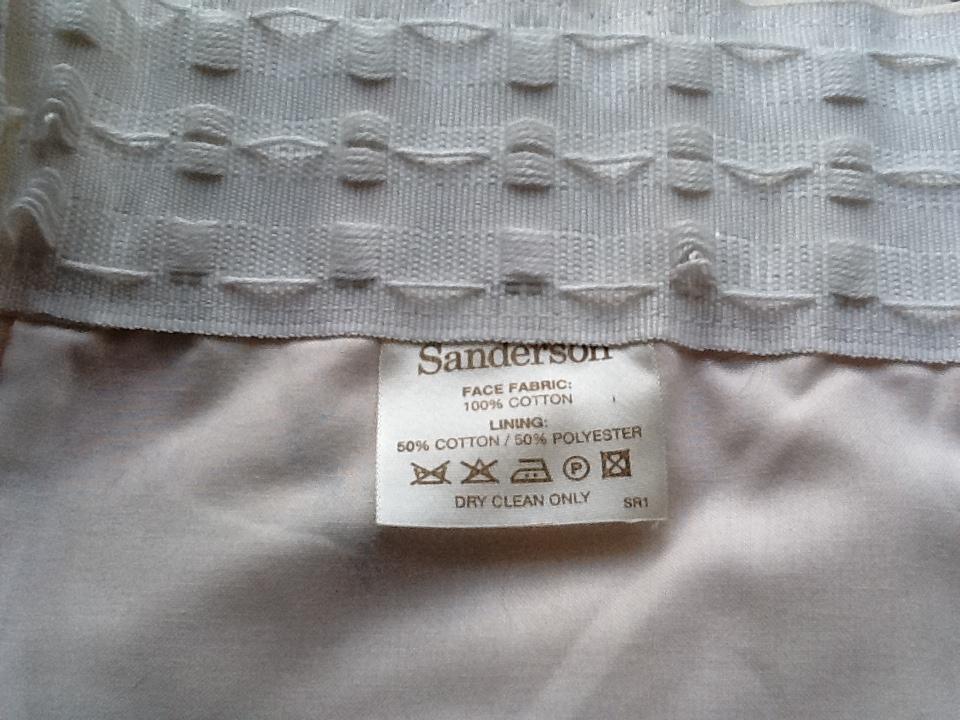 Sanderson
FACE FABRIC:
100% COTTON
LINING:
50% COTTON / 50% POLYESTER
P
DRY CLEAN ONLY SR1